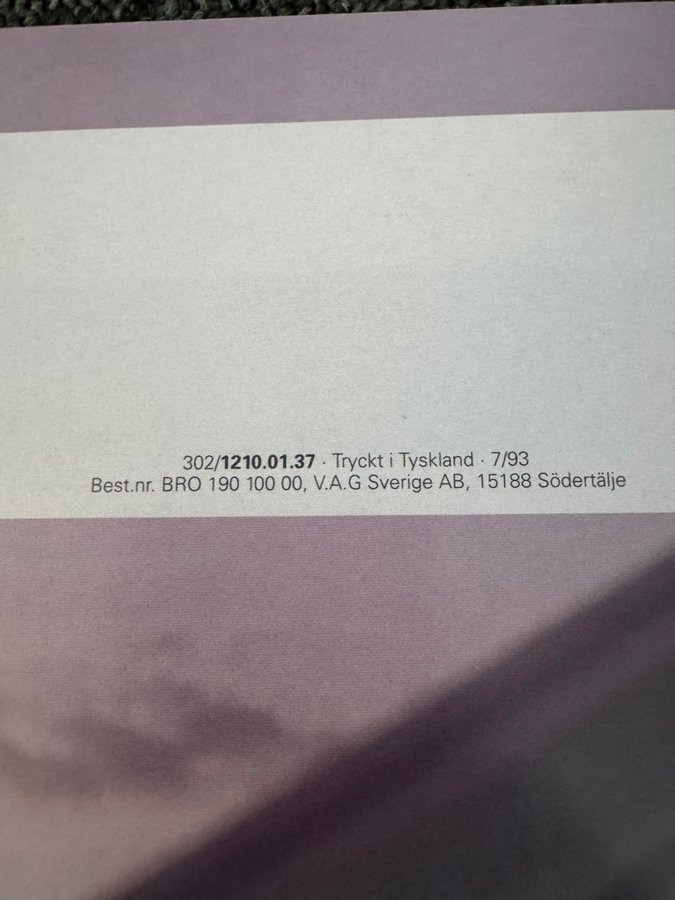 302/1210.01.37 · Tryckt i Tyskland · 7/93
Best.nr. BRO 190 100 00, V.A.G Sverige AB, 15188 Södertälje